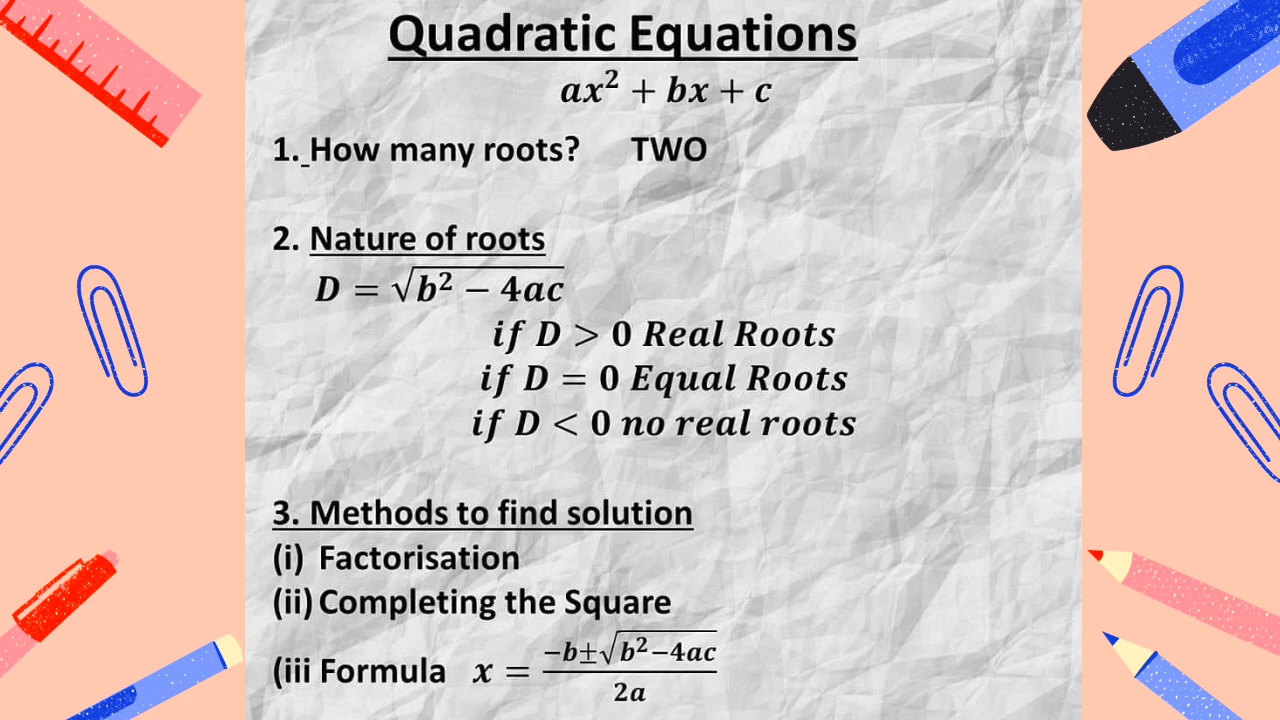 Quadratic Equations
ax² + bx + c
1. How many roots? TWO
2. Nature of roots
D = √b² − 4ac
if D > 0 Real Roots
if D = 0 Equal Roots
if D < 0 no real roots
3. Methods to find solution
(i) Factorisation
(ii) Completing the Square
(iii Formula x = −b±√b²−4ac / 2a